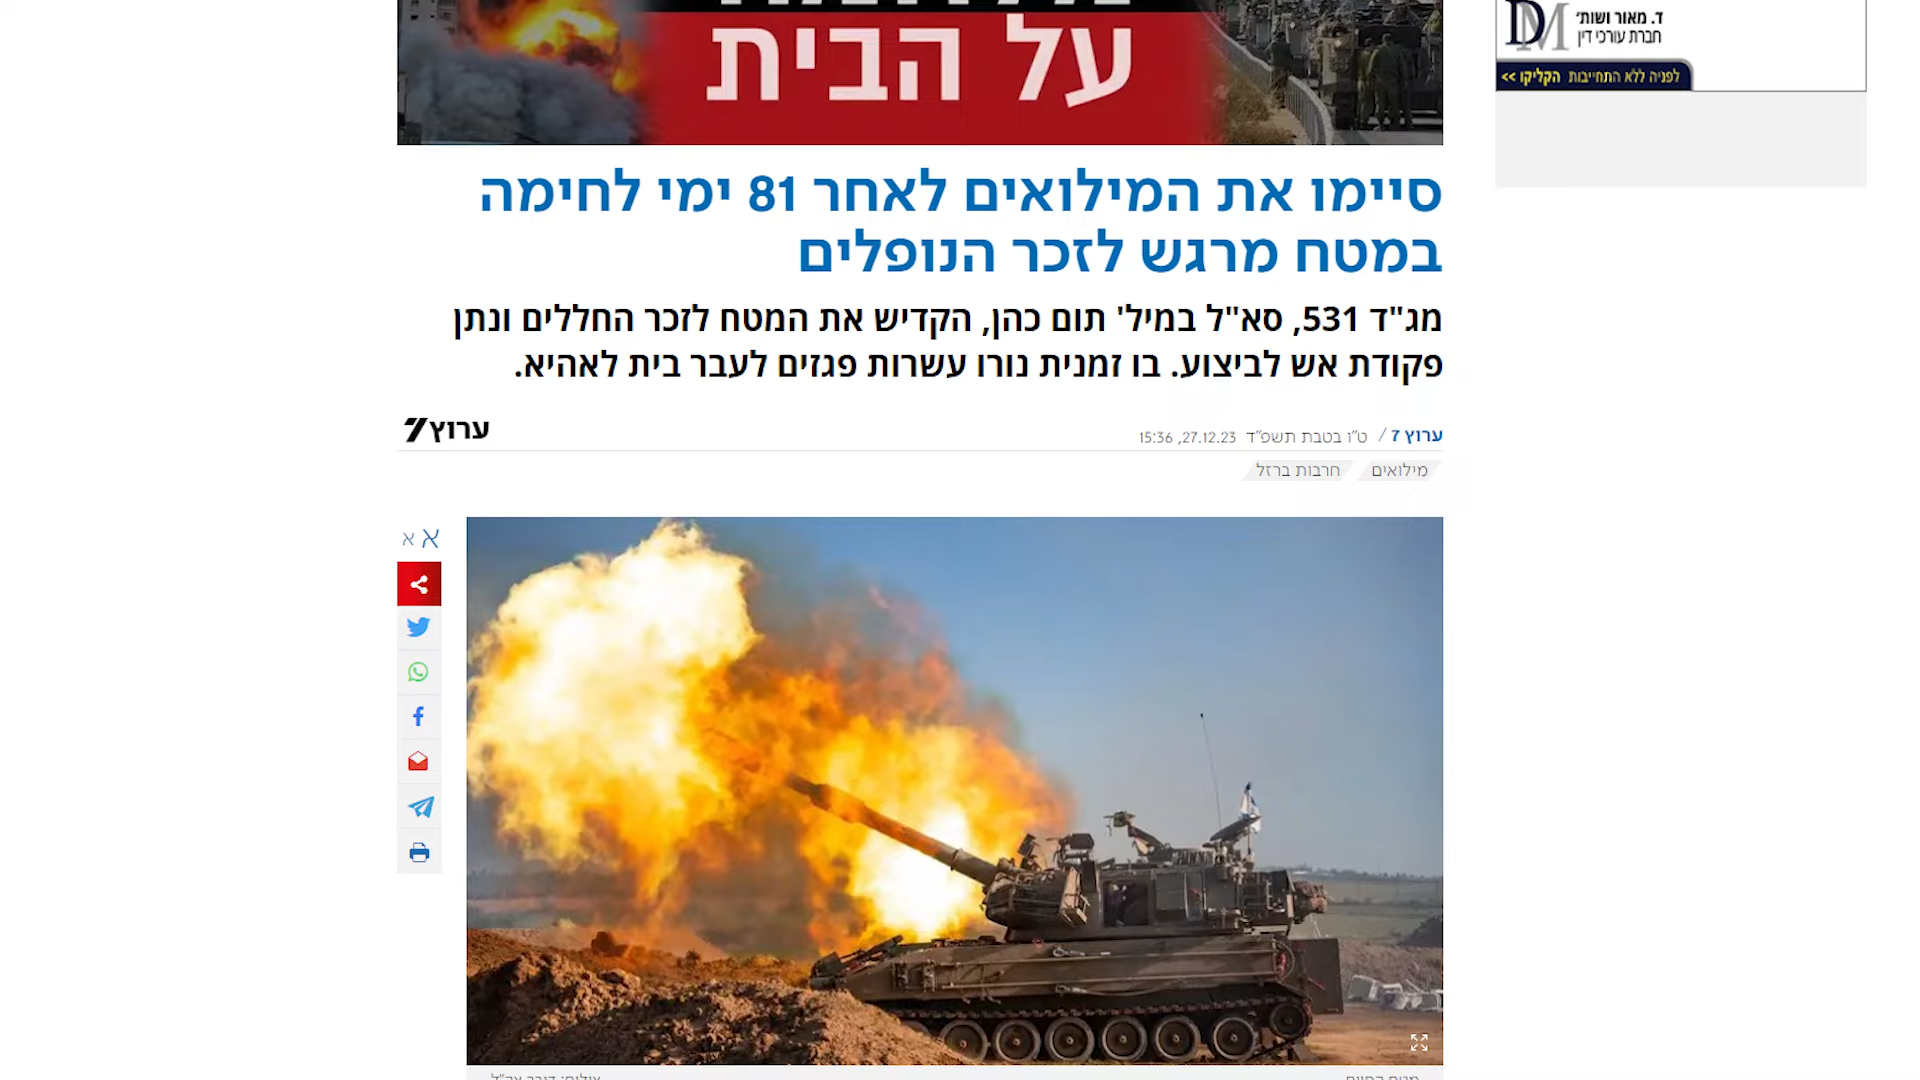 על הבית
ד. מאור ושות'
חברת עורכי דין
לפניה ללא התחייבות הקליקו >>
סיימו את המילואים לאחר 81 ימי לחימה
במטח מרגש לזכר הנופלים
מג"ד 531, סא"ל במיל' תום כהן, הקדיש את המטח לזכר החללים ונתן
פקודת אש לביצוע. בו זמנית נורו עשרות פגזים לעבר בית לאהיא.
ערוץ 7 / ט"ו בטבת תשפ"ד 27.12.23, 15:36
ערוץ7
מילואים חרבות ברזל
א א